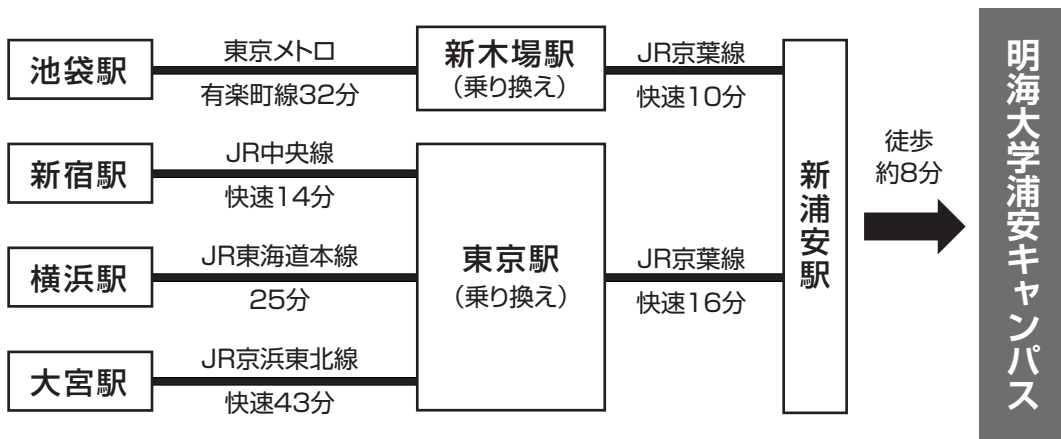 池袋駅
東京メトロ
有楽町線32分
新木場駅
(乗り換え)
JR京葉線
快速10分
新宿駅
JR中央線
快速14分
横浜駅
JR東海道本線
25分
大宮駅
JR京浜東北線
快速43分
東京駅
(乗り換え)
JR京葉線
快速16分
新浦安駅
徒歩
約8分
明海大学浦安キャンパス